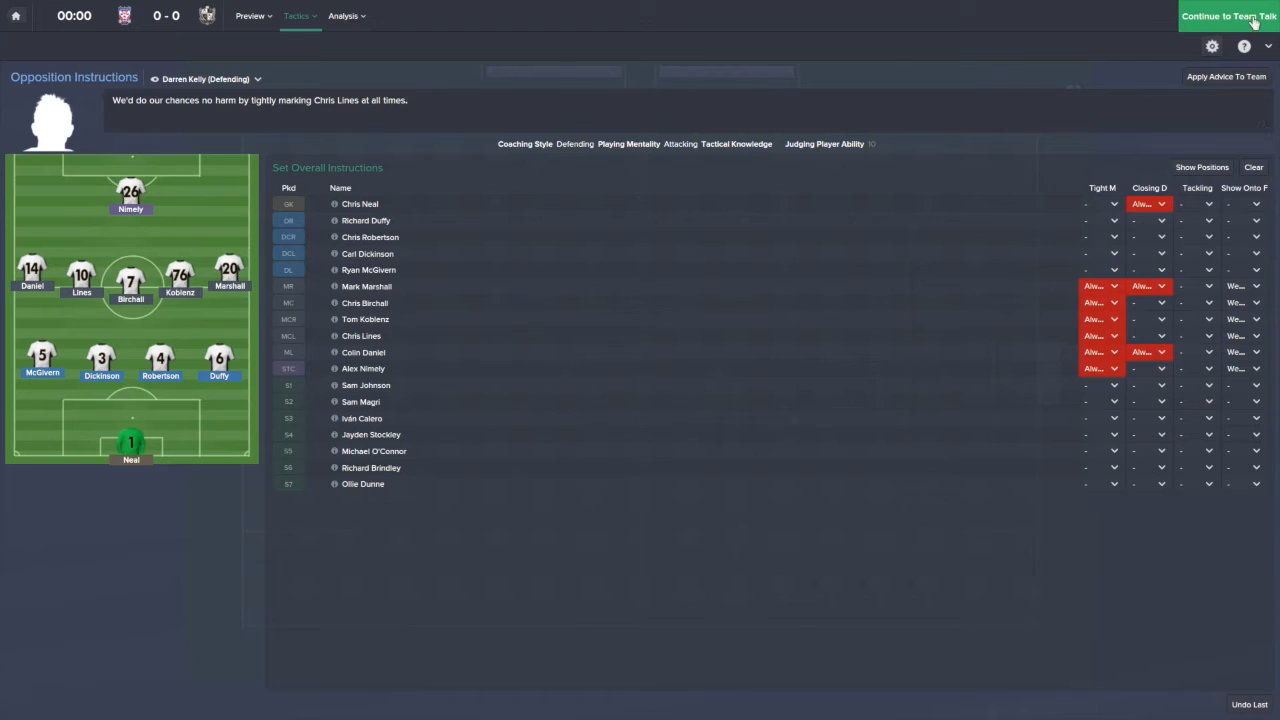 00:00 0 - 0 Preview Tactics Analysis Continue to Team Talk
?
Opposition Instructions Darren Kelly (Defending) Apply Advice To Team
We'd do our chances no harm by tightly marking Chris Lines at all times.
Coaching Style Defending Playing Mentality Attacking Tactical Knowledge Judging Player Ability 10
Set Overall Instructions Show Positions Clear
Pkd Name Tight M Closing D Tackling Show Onto F
GK Chris Neal - Alw... - -
DR Richard Duffy - - - -
DCR Chris Robertson - - - -
DCL Carl Dickinson - - - -
DL Ryan McGivern - - - -
MR Mark Marshall Alw... Alw... - We...
MC Chris Birchall Alw... - - We...
MCR Tom Koblenz Alw... - - We...
MCL Chris Lines Alw... - - We...
ML Colin Daniel Alw... Alw... - We...
STC Alex Nimely Alw... - - We...
S1 Sam Johnson - - - -
S2 Sam Magri - - - -
S3 Iván Calero - - - -
S4 Jayden Stockley - - - -
S5 Michael O'Connor - - - -
S6 Richard Brindley - - - -
S7 Ollie Dunne - - - -
26
Nimely
14 10 7 76 20
Daniel Lines Birchall Koblenz Marshall
5 3 4 6
McGivern Dickinson Robertson Duffy
1
Neal
Undo Last